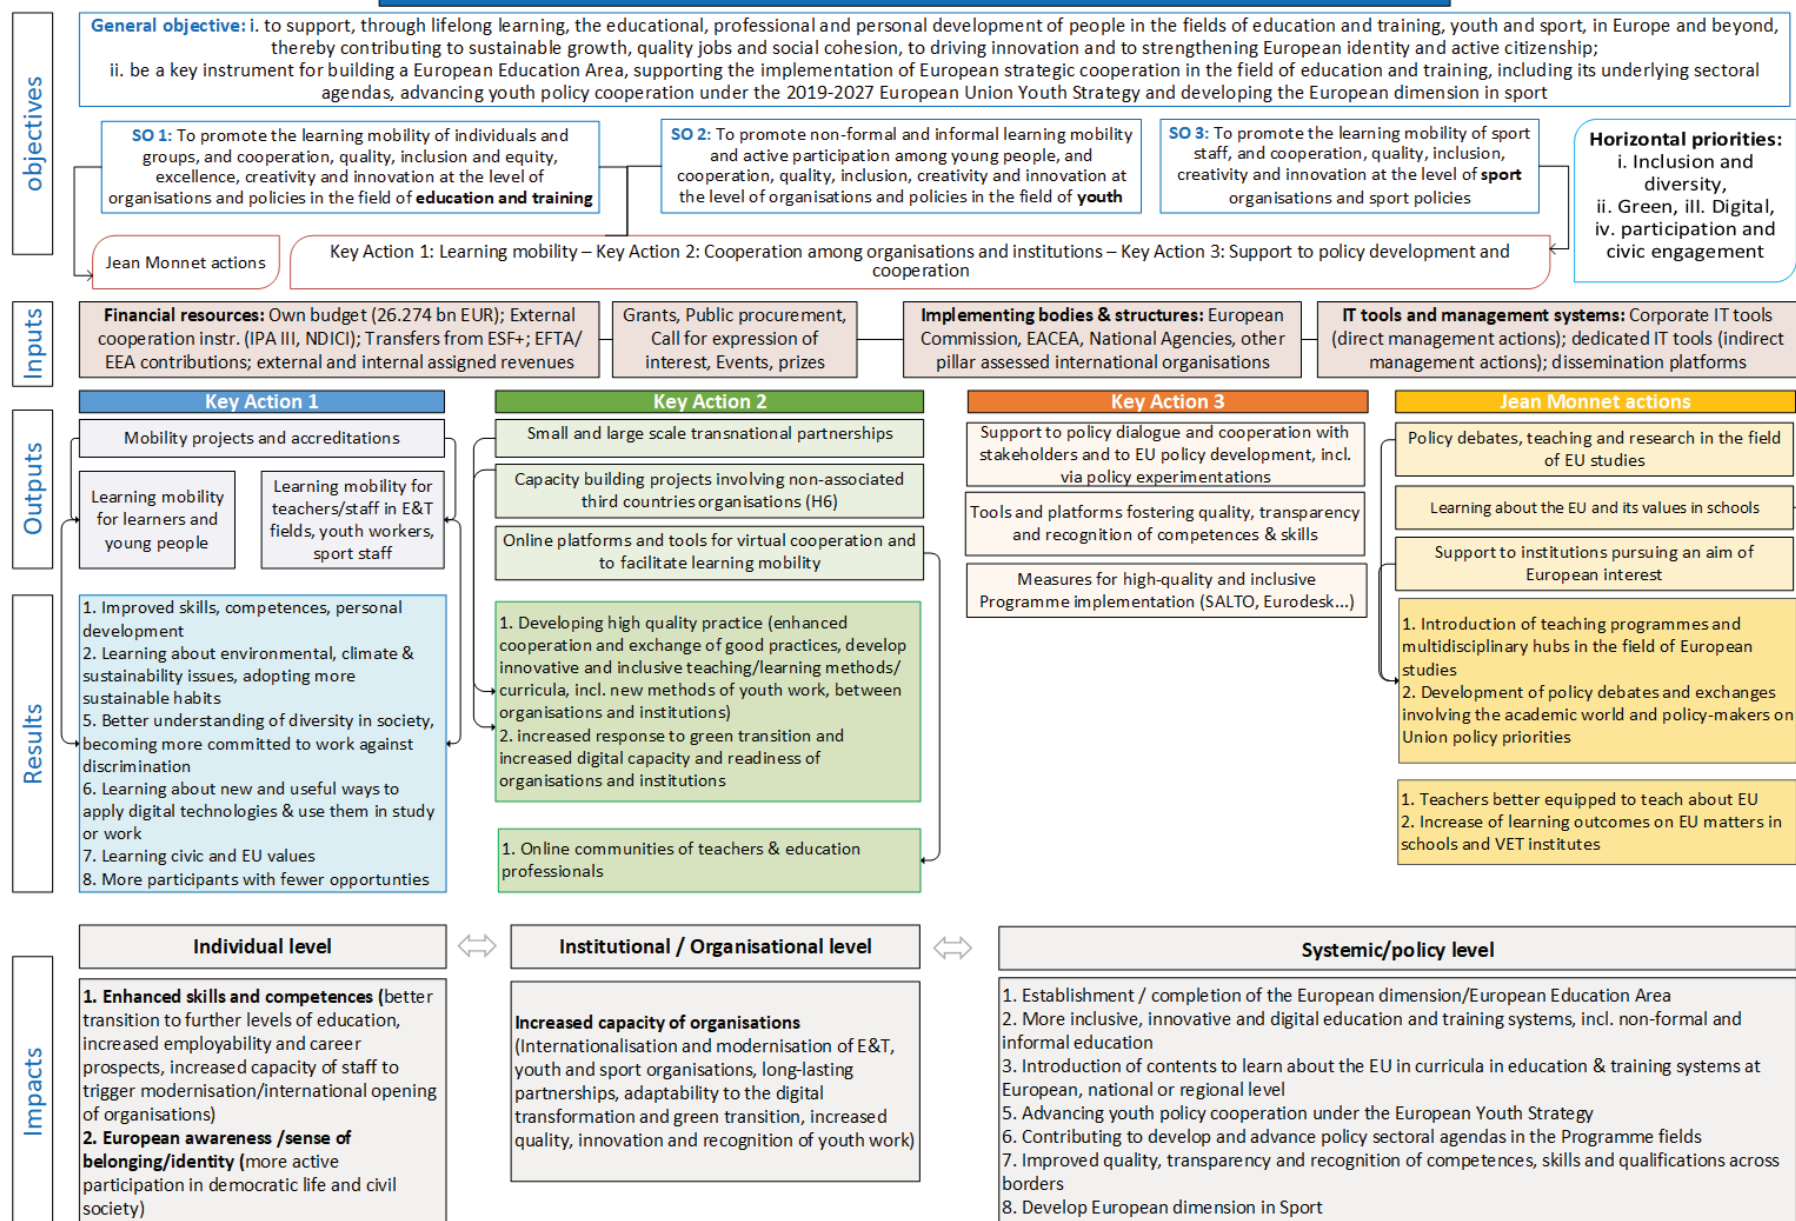 objectives
General objective: i. to support, through lifelong learning, the educational, professional and personal development of people in the fields of education and training, youth and sport, in Europe and beyond,
thereby contributing to sustainable growth, quality jobs and social cohesion, to driving innovation and to strengthening European identity and active citizenship;
ii. be a key instrument for building a European Education Area, supporting the implementation of European strategic cooperation in the field of education and training, including its underlying sectoral
agendas, advancing youth policy cooperation under the 2019-2027 European Union Youth Strategy and developing the European dimension in sport
SO 1: To promote the learning mobility of individuals and
groups, and cooperation, quality, inclusion and equity,
excellence, creativity and innovation at the level of
organisations and policies in the field of education and training
SO 2: To promote non-formal and informal learning mobility
and active participation among young people, and
cooperation, quality, inclusion, creativity and innovation at
the level of organisations and policies in the field of youth
SO 3: To promote the learning mobility of sport
staff, and cooperation, quality, inclusion,
creativity and innovation at the level of sport
organisations and sport policies
Horizontal priorities:
i. Inclusion and
diversity,
ii. Green, iII. Digital,
iv. participation and
civic engagement
Jean Monnet actions
Key Action 1: Learning mobility – Key Action 2: Cooperation among organisations and institutions – Key Action 3: Support to policy development and
cooperation
Inputs
Financial resources: Own budget (26.274 bn EUR); External
cooperation instr. (IPA III, NDICI); Transfers from ESF+; EFTA/
EEA contributions; external and internal assigned revenues
Grants, Public procurement,
Call for expression of
interest, Events, prizes
Implementing bodies & structures: European
Commission, EACEA, National Agencies, other
pillar assessed international organisations
IT tools and management systems: Corporate IT tools
(direct management actions); dedicated IT tools (indirect
management actions); dissemination platforms
Outputs
Key Action 1
Mobility projects and accreditations
Learning mobility
for learners and
young people
Learning mobility for
teachers/staff in E&T
fields, youth workers,
sport staff
Key Action 2
Small and large scale transnational partnerships
Capacity building projects involving non-associated
third countries organisations (H6)
Online platforms and tools for virtual cooperation and
to facilitate learning mobility
Key Action 3
Support to policy dialogue and cooperation with
stakeholders and to EU policy development, incl.
via policy experimentations
Tools and platforms fostering quality, transparency
and recognition of competences & skills
Measures for high-quality and inclusive
Programme implementation (SALTO, Eurodesk...)
Jean Monnet actions
Policy debates, teaching and research in the field
of EU studies
Learning about the EU and its values in schools
Support to institutions pursuing an aim of
European interest
Results
1. Improved skills, competences, personal
development
2. Learning about environmental, climate &
sustainability issues, adopting more
sustainable habits
5. Better understanding of diversity in society,
becoming more committed to work against
discrimination
6. Learning about new and useful ways to
apply digital technologies & use them in study
or work
7. Learning civic and EU values
8. More participants with fewer opportunties
1. Developing high quality practice (enhanced
cooperation and exchange of good practices, develop
innovative and inclusive teaching/learning methods/
curricula, incl. new methods of youth work, between
organisations and institutions)
2. increased response to green transition and
increased digital capacity and readiness of
organisations and institutions
1. Online communities of teachers & education
professionals
1. Introduction of teaching programmes and
multidisciplinary hubs in the field of European
studies
2. Development of policy debates and exchanges
involving the academic world and policy-makers on
Union policy priorities
1. Teachers better equipped to teach about EU
2. Increase of learning outcomes on EU matters in
schools and VET institutes
Impacts
Individual level
1. Enhanced skills and competences (better
transition to further levels of education,
increased employability and career
prospects, increased capacity of staff to
trigger modernisation/international opening
of organisations)
2. European awareness /sense of
belonging/identity (more active
participation in democratic life and civil
society)
Institutional / Organisational level
Increased capacity of organisations
(Internationalisation and modernisation of E&T,
youth and sport organisations, long-lasting
partnerships, adaptability to the digital
transformation and green transition, increased
quality, innovation and recognition of youth work)
Systemic/policy level
1. Establishment / completion of the European dimension/European Education Area
2. More inclusive, innovative and digital education and training systems, incl. non-formal and
informal education
3. Introduction of contents to learn about the EU in curricula in education & training systems at
European, national or regional level
5. Advancing youth policy cooperation under the European Youth Strategy
6. Contributing to develop and advance policy sectoral agendas in the Programme fields
7. Improved quality, transparency and recognition of competences, skills and qualifications across
borders
8. Develop European dimension in Sport